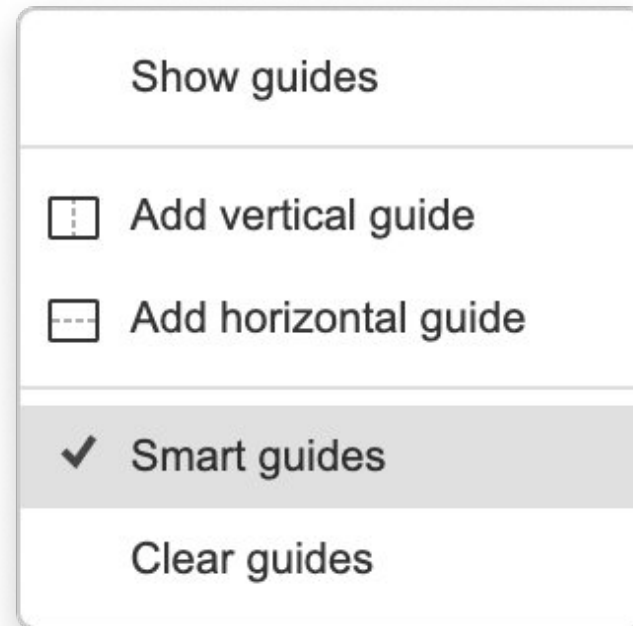 Show guides
Add vertical guide
Add horizontal guide
Smart guides
Clear guides